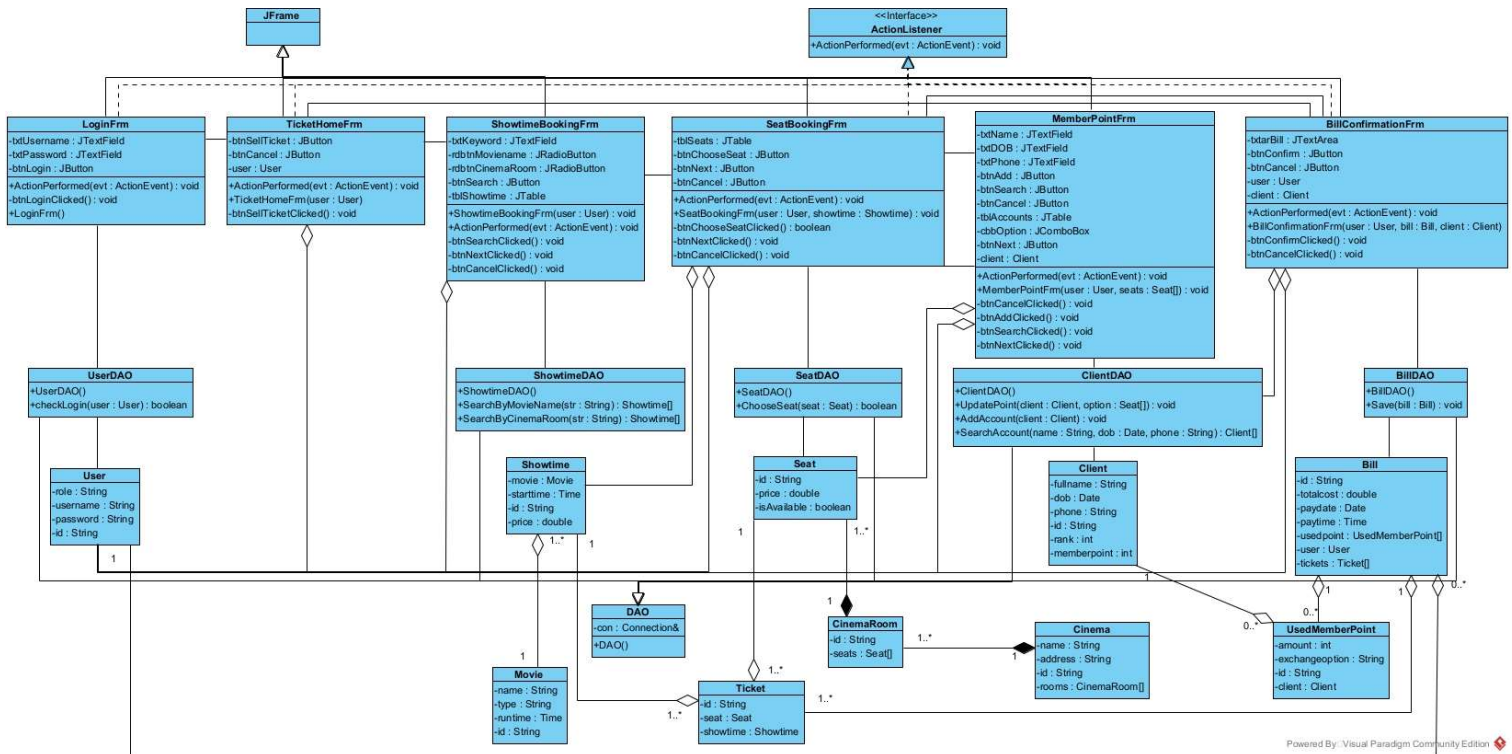 JFrame
<<Interface>>
ActionListener
+ActionPerformed(evt : ActionEvent) : void
LoginFrm
-txtUsername : JTextField
-txtPassword : JTextField
-btnLogin : JButton
+ActionPerformed(evt : ActionEvent) : void
-btnLoginClicked() : void
+LoginFrm()
TicketHomeFrm
-btnSellTicket : JButton
-btnCancel : JButton
-user : User
+ActionPerformed(evt : ActionEvent) : void
+TicketHomeFrm(user : User)
-btnSellTicketClicked() : void
ShowtimeBookingFrm
-txtKeyword : JTextField
-rdbtnMoviename : JRadioButton
-rdbtnCinemaRoom : JRadioButton
-btnSearch : JButton
-tblShowtime : JTable
+ShowtimeBookingFrm(user : User) : void
+ActionPerformed(evt : ActionEvent) : void
-btnSearchClicked() : void
-btnNextClicked() : void
-btnCancelClicked() : void
SeatBookingFrm
-tblSeats : JTable
-btnChooseSeat : JButton
-btnNext : JButton
-btnCancel : JButton
+ActionPerformed(evt : ActionEvent) : void
+SeatBookingFrm(user : User, showtime : Showtime) : void
-btnChooseSeatClicked() : boolean
-btnNextClicked() : void
-btnCancelClicked() : void
MemberPointFrm
-txtName : JTextField
-txtDOB : JTextField
-txtPhone : JTextField
-btnAdd : JButton
-btnSearch : JButton
-btnCancel : JButton
-tblAccounts : JTable
-cbbOption : JComboBox
-btnNext : JButton
-client : Client
+ActionPerformed(evt : ActionEvent) : void
+MemberPointFrm(user : User, seats : Seat[]) : void
-btnCancelClicked() : void
-btnAddClicked() : void
-btnSearchClicked() : void
-btnNextClicked() : void
BillConfirmationFrm
-txtarBill : JTextArea
-btnConfirm : JButton
-btnCancel : JButton
-user : User
-client : Client
+ActionPerformed(evt : ActionEvent) : void
+BillConfirmationFrm(user : User, bill : Bill, client : Client)
-btnConfirmClicked() : void
-btnCancelClicked() : void
UserDAO
+UserDAO()
+checkLogin(user : User) : boolean
ShowtimeDAO
+ShowtimeDAO()
+SearchByMovieName(str : String) : Showtime[]
+SearchByCinemaRoom(str : String) : Showtime[]
SeatDAO
+SeatDAO()
+ChooseSeat(seat : Seat) : boolean
ClientDAO
+ClientDAO()
+UpdatePoint(client : Client, option : Seat[]) : void
+AddAccount(client : Client) : void
+SearchAccount(name : String, dob : Date, phone : String) : Client[]
BillDAO
+BillDAO()
+Save(bill : Bill) : void
User
-role : String
-username : String
-password : String
-id : String
1
Showtime
-movie : Movie
-starttime : Time
-id : String
-price : double
1..*
1
Seat
-id : String
-price : double
-isAvailable : boolean
1
1..*
Client
-fullname : String
-dob : Date
-phone : String
-id : String
-rank : int
-memberpoint : int
1
Bill
-id : String
-totalcost : double
-paydate : Date
-paytime : Time
-usedpoint : UsedMemberPoint[]
-user : User
-tickets : Ticket[]
1
1
0..*
DAO
-con : Connection&
+DAO()
1
CinemaRoom
-id : String
-seats : Seat[]
1..*
1
Cinema
-name : String
-address : String
-id : String
-rooms : CinemaRoom[]
0..*
0..*
UsedMemberPoint
-amount : int
-exchangeoption : String
-id : String
-client : Client
1
Movie
-name : String
-type : String
-runtime : Time
-id : String
1..*
1..*
Ticket
-id : String
-seat : Seat
-showtime : Showtime
1..*
Powered By Visual Paradigm Community Edition